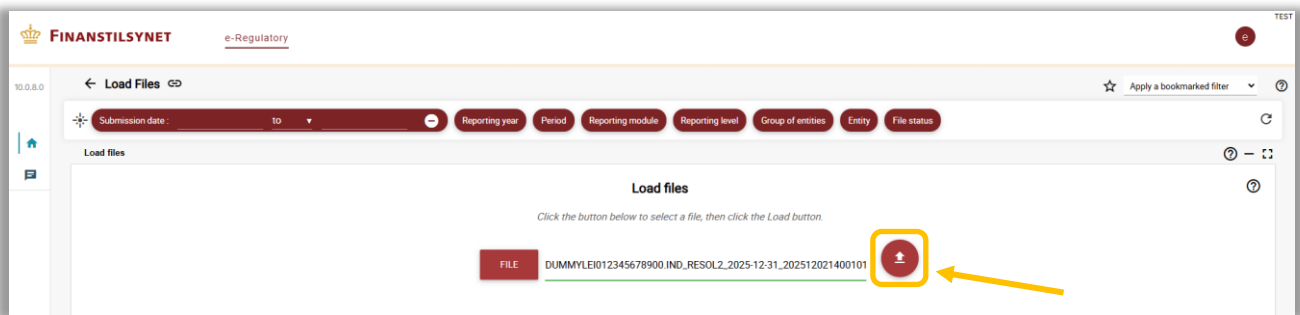 TEST
FINANSTILSYNET
e-Regulatory
e
10.0.8.0
Load Files
Apply a bookmarked filter
Submission date :
to
Reporting year
Period
Reporting module
Reporting level
Group of entities
Entity
File status
Load files
Load files
Click the button below to select a file, then click the Load button.
FILE
DUMMYLEI012345678900.IND_RESOL2_2025-12-31_202512021400101